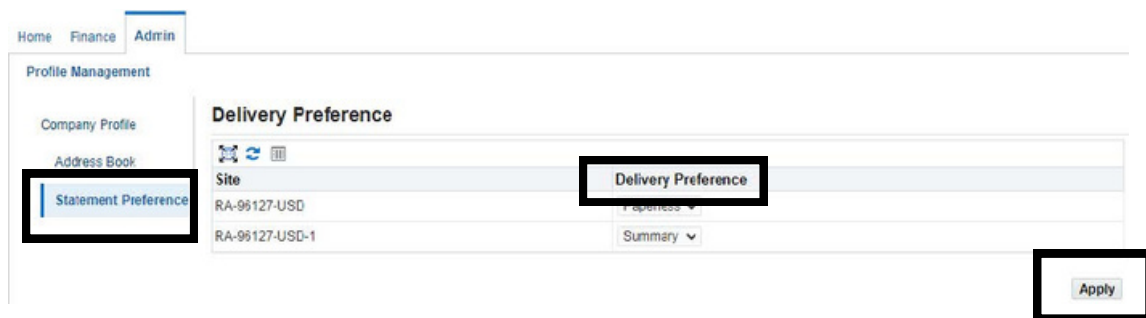 Home Finance Admin
Profile Management
Company Profile
Address Book
Statement Preference
Delivery Preference
Site Delivery Preference
RA-96127-USD Paperless
RA-96127-USD-1 Summary
Apply